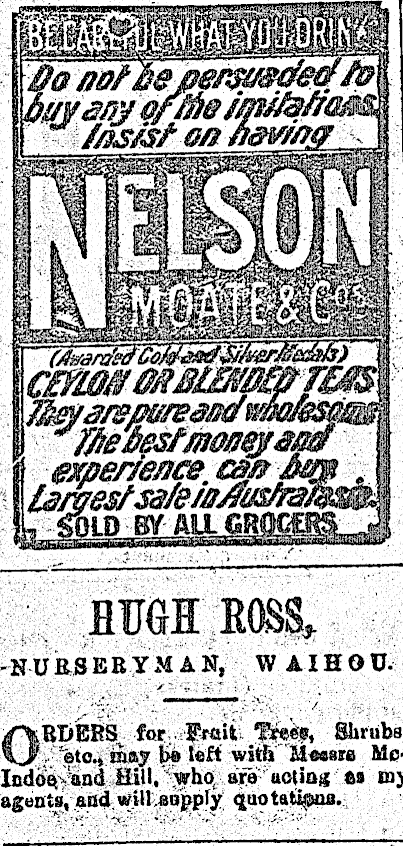 BE CAREFUL WHAT YOU DRINK
Do not be persuaded to
buy any of the imitations.
Insist on having
NELSON
MOATE & Cos.
(Awarded Gold and Silver Medals)
CEYLON OR BLENDED TEAS
They are pure and wholesome
The best money and
experience can buy.
Largest sale in Australasia.
SOLD BY ALL GROCERS
HUGH ROSS,
NURSERYMAN, WAIHOU.
ORDERS for Fruit Trees, Shrubs
etc., may be left with Messrs Mc-
Indoe and Hill, who are acting as my
agents, and will supply quotations.